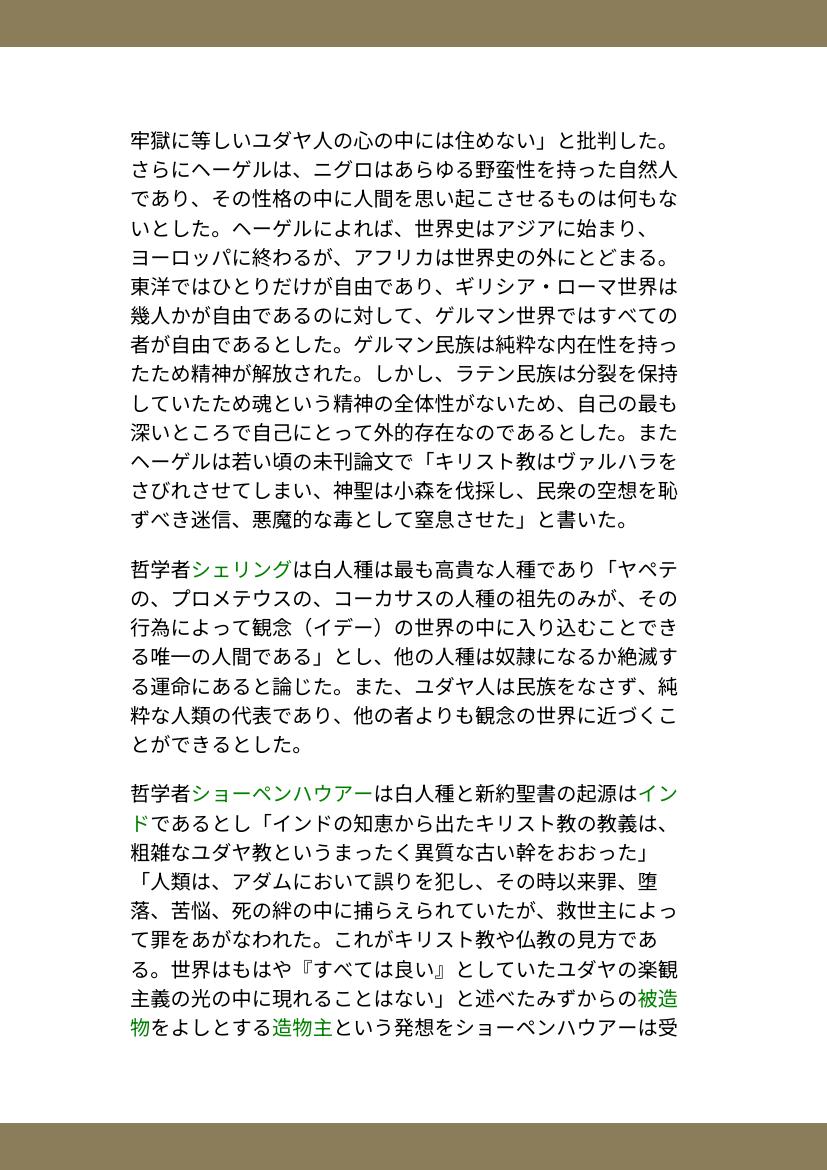 牢獄に等しいユダヤ人の心の中には住めない」と批判した。
さらにヘーゲルは、ニグロはあらゆる野蛮性を持った自然人
であり、その性格の中に人間を思い起こさせるものは何もな
いとした。ヘーゲルによれば、世界史はアジアに始まり、
ヨーロッパに終わるが、アフリカは世界史の外にとどまる。
東洋ではひとりだけが自由であり、ギリシア・ローマ世界は
幾人かが自由であるのに対して、ゲルマン世界ではすべての
者が自由であるとした。ゲルマン民族は純粋な内在性を持っ
たため精神が解放された。しかし、ラテン民族は分裂を保持
していたため魂という精神の全体性がないため、自己の最も
深いところで自己にとって外的存在なのであるとした。また
ヘーゲルは若い頃の未刊論文で「キリスト教はヴァルハラを
さびれさせてしまい、神聖は小森を伐採し、民衆の空想を恥
ずべき迷信、悪魔的な毒として窒息させた」と書いた。
哲学者シェリングは白人種は最も高貴な人種であり「ヤペテ
の、プロメテウスの、コーカサスの人種の祖先のみが、その
行為によって観念（イデー）の世界の中に入り込むことでき
る唯一の人間である」とし、他の人種は奴隷になるか絶滅す
る運命にあると論じた。また、ユダヤ人は民族をなさず、純
粋な人類の代表であり、他の者よりも観念の世界に近づくこ
とができるとした。
哲学者ショーペンハウアーは白人種と新約聖書の起源はイン
ドであるとし「インドの知恵から出たキリスト教の教義は、
粗雑なユダヤ教というまったく異質な古い幹をおおった」
「人類は、アダムにおいて誤りを犯し、その時以来罪、堕
落、苦悩、死の絆の中に捕らえられていたが、救世主によっ
て罪をあがなわれた。これがキリスト教や仏教の見方であ
る。世界はもはや『すべては良い』としていたユダヤの楽観
主義の光の中に現れることはない」と述べたみずからの被造
物をよしとする造物主という発想をショーペンハウアーは受